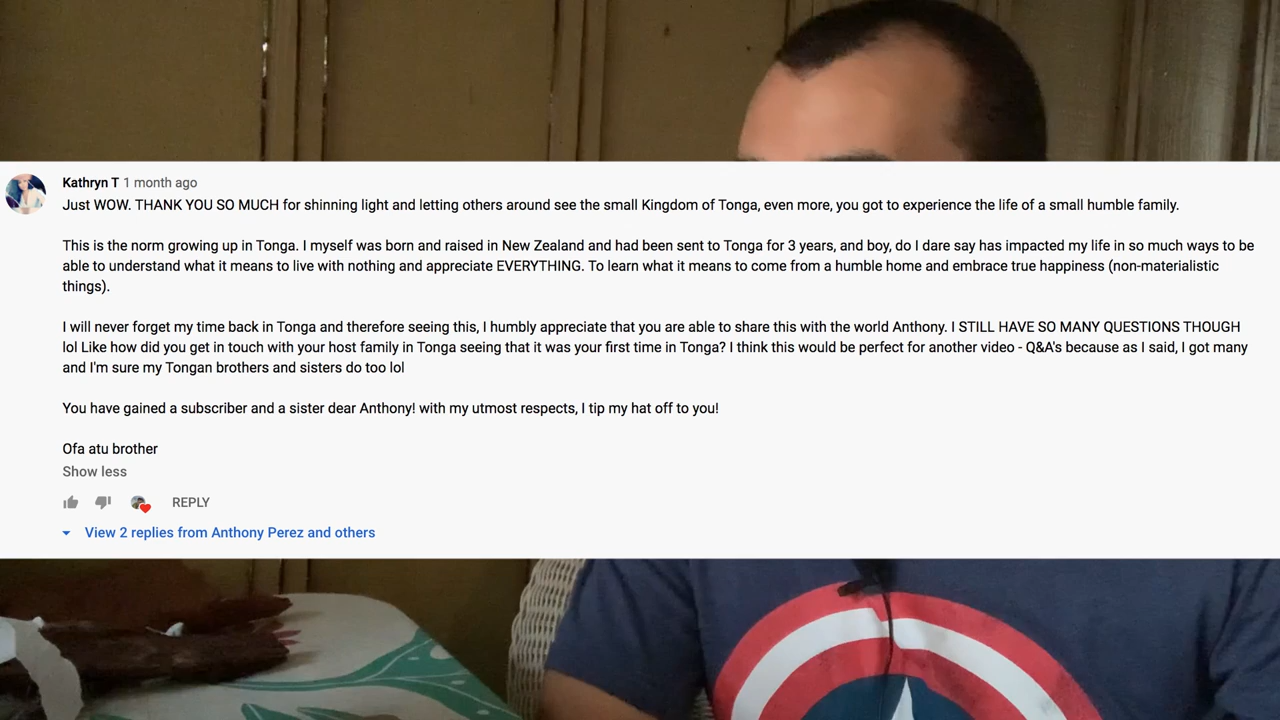 Kathryn T 1 month ago
Just WOW. THANK YOU SO MUCH for shinning light and letting others around see the small Kingdom of Tonga, even more, you got to experience the life of a small humble family.
This is the norm growing up in Tonga. I myself was born and raised in New Zealand and had been sent to Tonga for 3 years, and boy, do I dare say has impacted my life in so much ways to be
able to understand what it means to live with nothing and appreciate EVERYTHING. To learn what it means to come from a humble home and embrace true happiness (non-materialistic
things).
I will never forget my time back in Tonga and therefore seeing this, I humbly appreciate that you are able to share this with the world Anthony. I STILL HAVE SO MANY QUESTIONS THOUGH
lol Like how did you get in touch with your host family in Tonga seeing that it was your first time in Tonga? I think this would be perfect for another video - Q&A's because as I said, I got many
and I'm sure my Tongan brothers and sisters do too lol
You have gained a subscriber and a sister dear Anthony! with my utmost respects, I tip my hat off to you!
Ofa atu brother
Show less
REPLY
View 2 replies from Anthony Perez and others